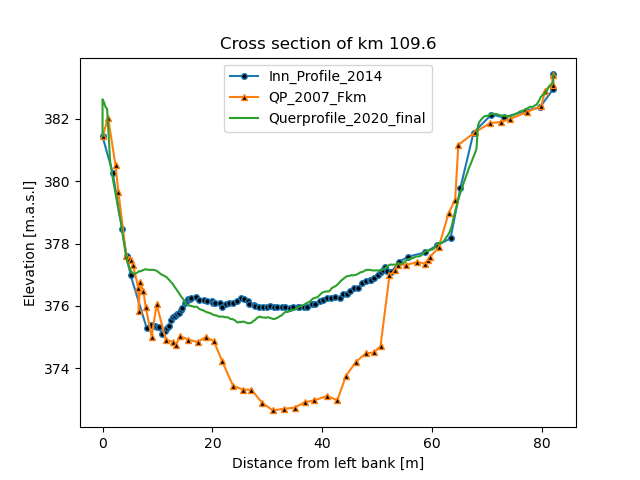 Cross section of km 109.6
Inn_Profile_2014
QP_2007_Fkm
Querprofile_2020_final
Elevation [m.a.s.l]
382
380
378
376
374
0 20 40 60 80
Distance from left bank [m]